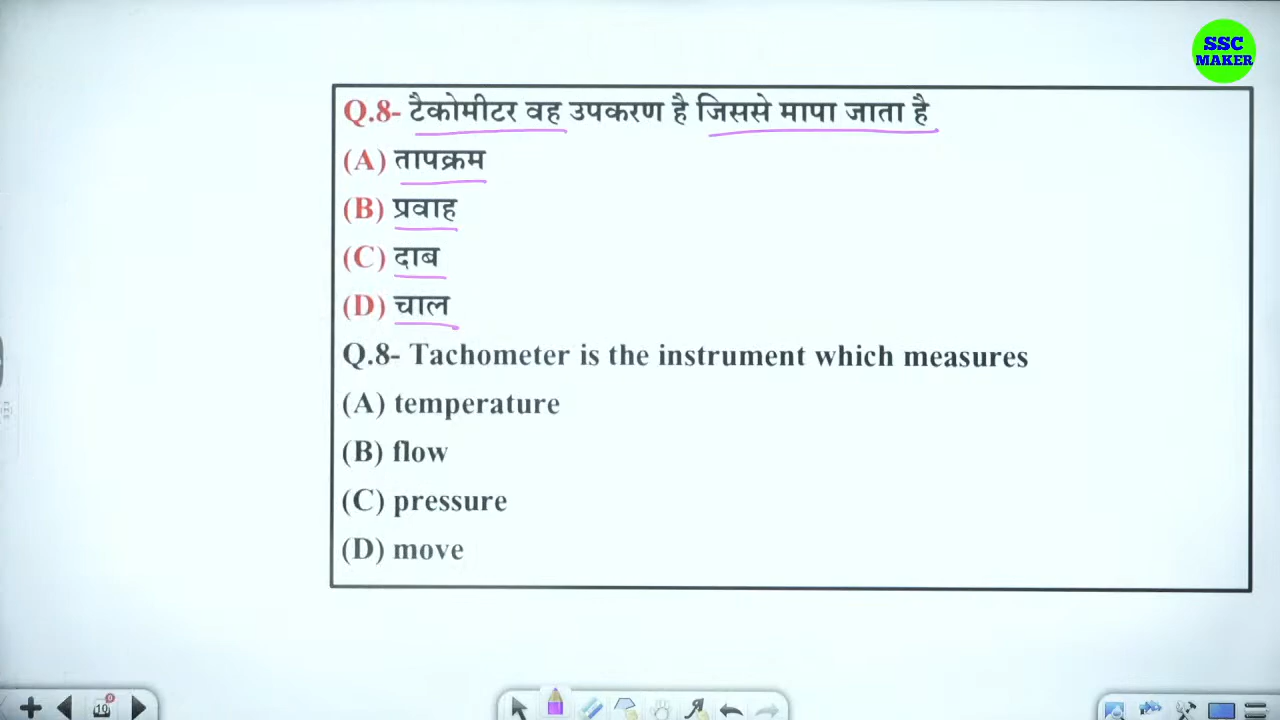 SSC
MAKER
Q.8- टैकोमीटर वह उपकरण है जिससे मापा जाता है
(A) तापक्रम
(B) प्रवाह
(C) दाब
(D) चाल
Q.8- Tachometer is the instrument which measures
(A) temperature
(B) flow
(C) pressure
(D) move